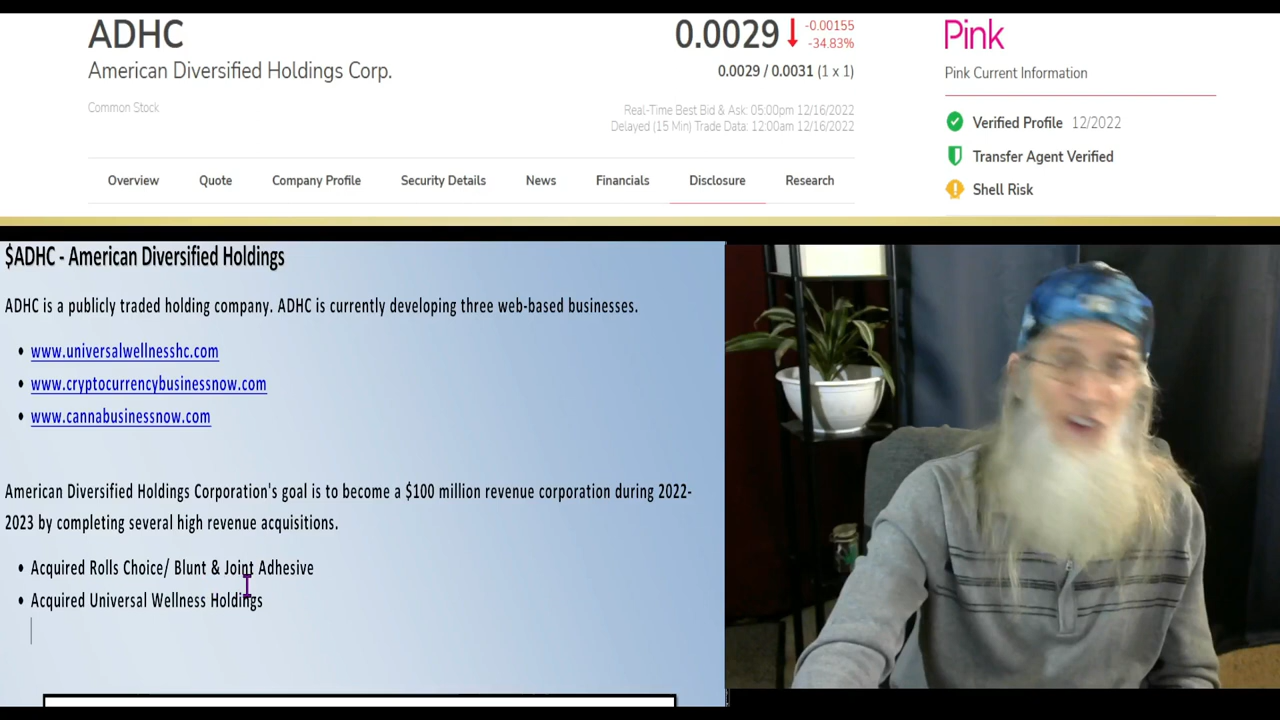 ADHC
American Diversified Holdings Corp.
Common Stock
0.0029
-0.00155
-34.83%
0.0029 / 0.0031 (1 x 1)
Real-Time Best Bid & Ask: 05:00pm 12/16/2022
Delayed (15 Min) Trade Data: 12:00am 12/16/2022
Overview Quote Company Profile Security Details News Financials Disclosure Research
Pink
Pink Current Information
Verified Profile 12/2022
Transfer Agent Verified
Shell Risk
$ADHC - American Diversified Holdings
ADHC is a publicly traded holding company. ADHC is currently developing three web-based businesses.
• www.universalwellnesshc.com
• www.cryptocurrencybusinessnow.com
• www.cannabusinessnow.com
American Diversified Holdings Corporation's goal is to become a $100 million revenue corporation during 2022-
2023 by completing several high revenue acquisitions.
• Acquired Rolls Choice/ Blunt & Joint Adhesive
• Acquired Universal Wellness Holdings